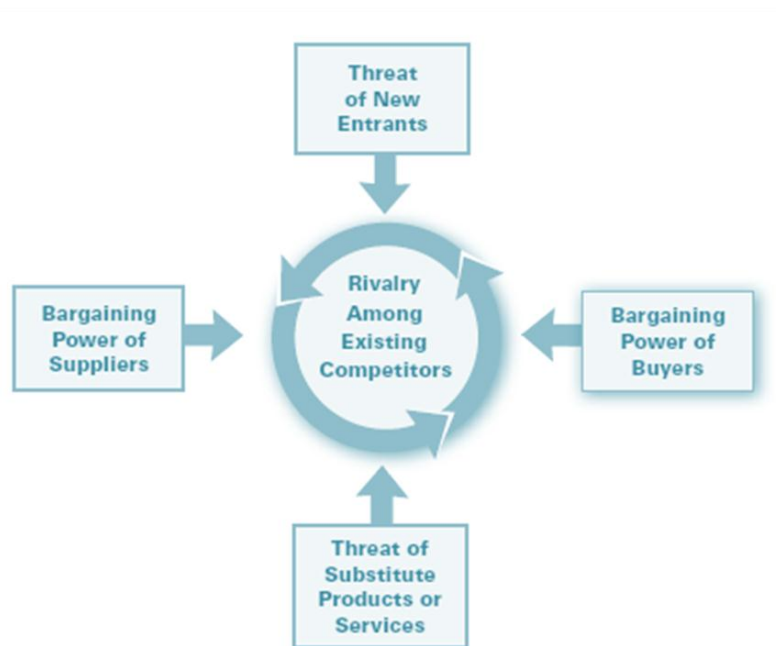 Threat
of New
Entrants
Bargaining
Power of
Suppliers
Rivalry
Among
Existing
Competitors
Bargaining
Power of
Buyers
Threat of
Substitute
Products or
Services